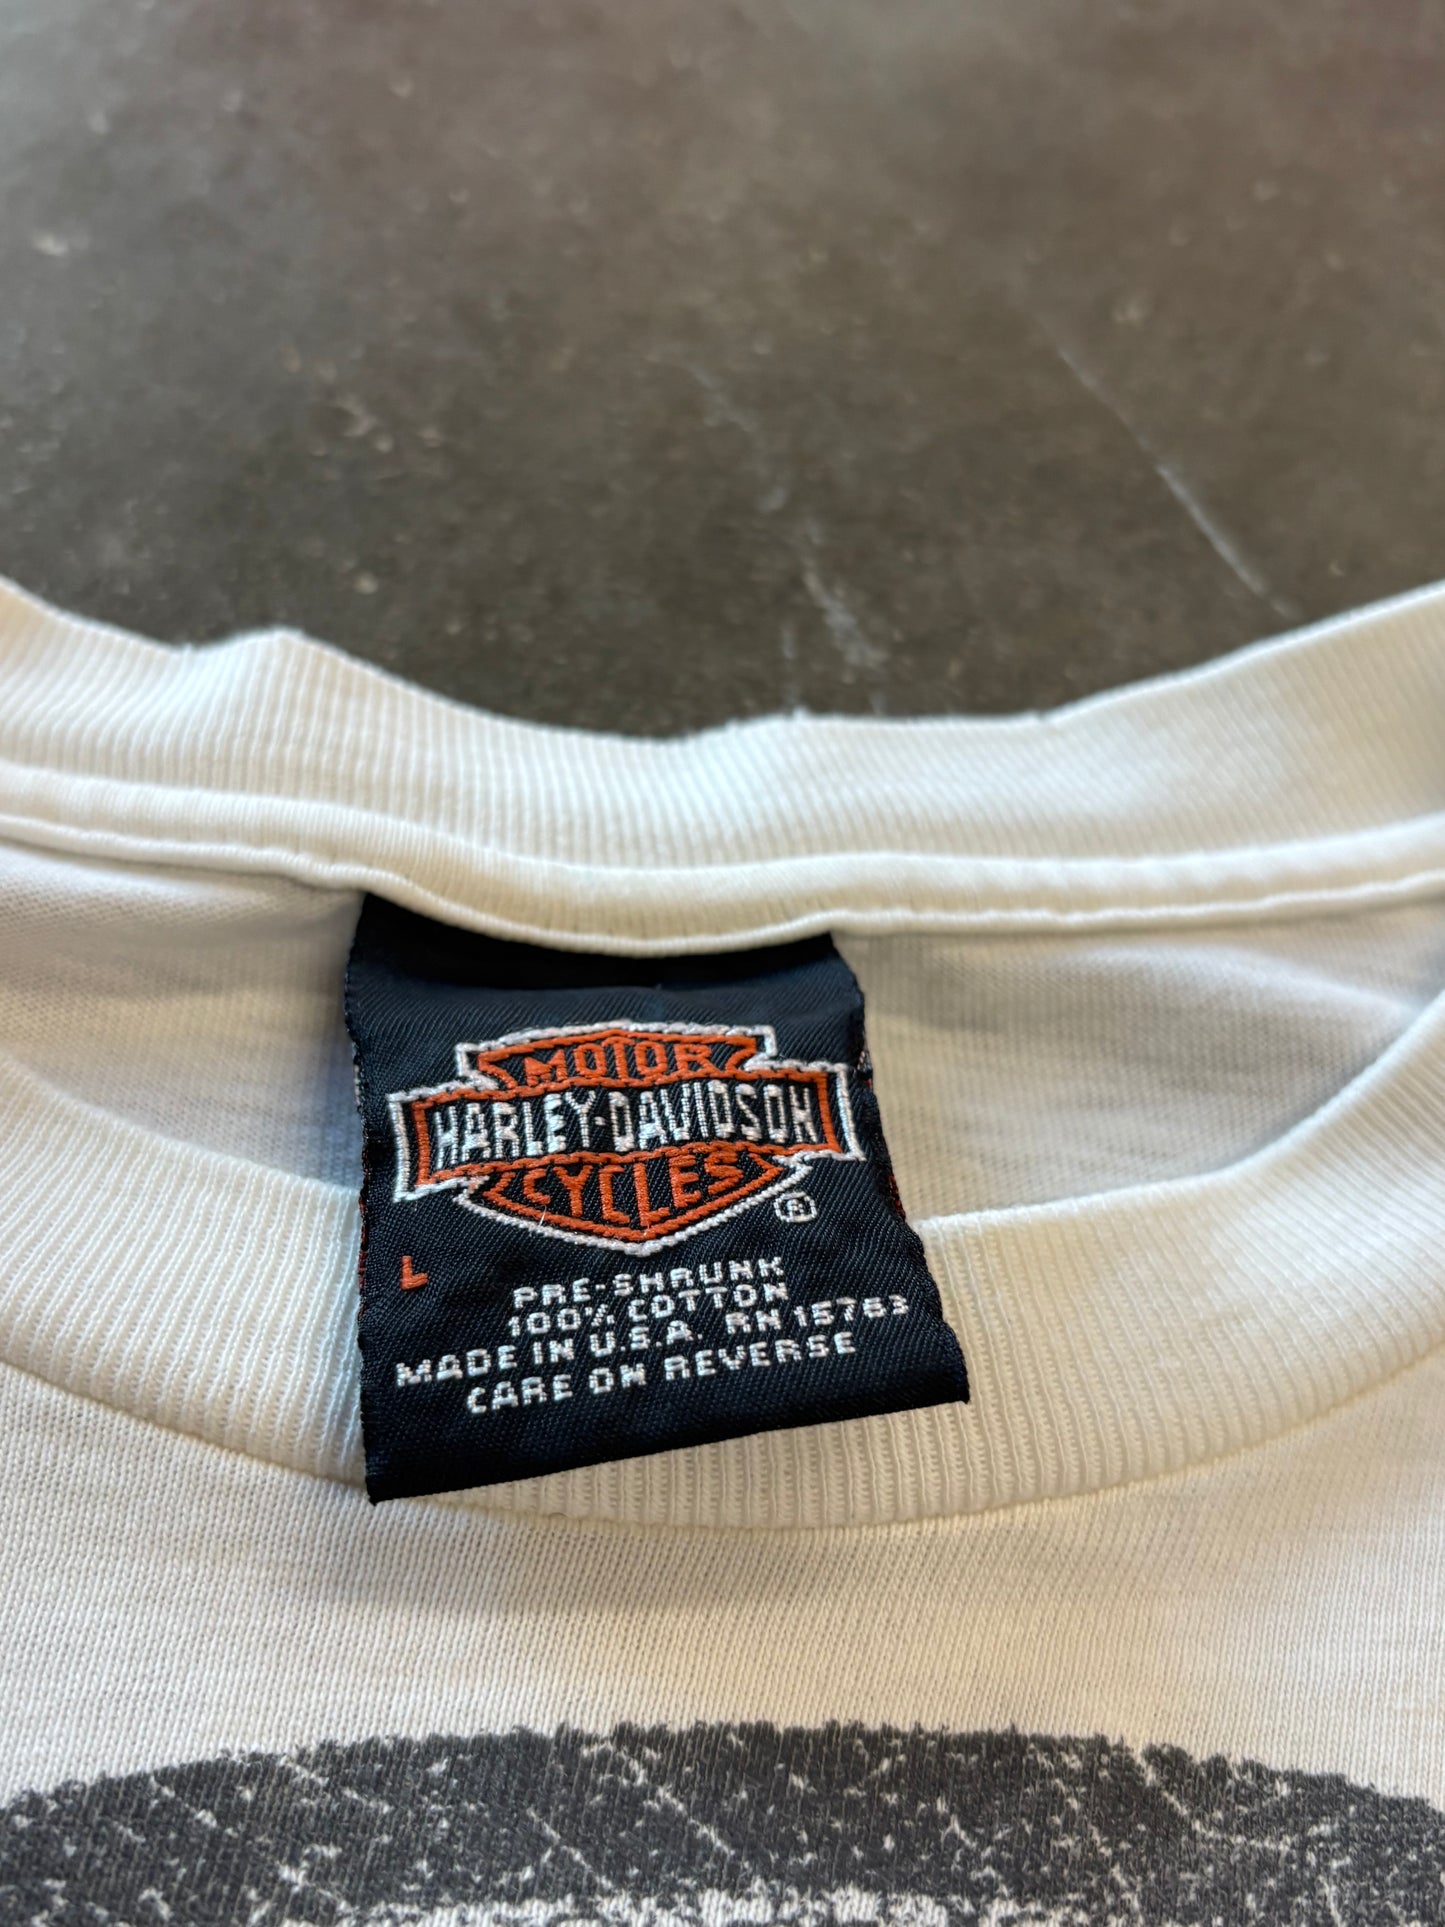 MOTOR
HARLEY-DAVIDSON
CYCLES
®
L
PRE-SHRUNK
100% COTTON
MADE IN U.S.A. RN 15763
CARE ON REVERSE